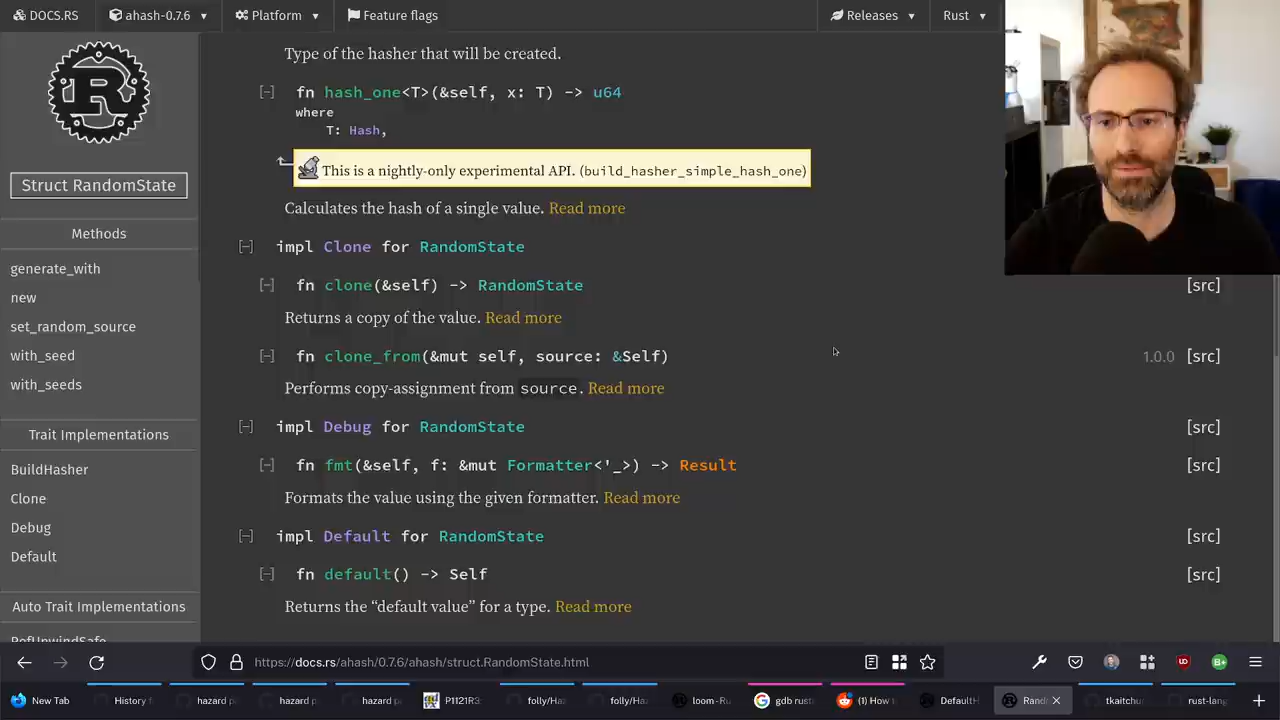 DOCS.RS ahash-0.7.6 Platform Feature flags Releases Rust
Struct RandomState
Methods
generate_with
new
set_random_source
with_seed
with_seeds
Trait Implementations
BuildHasher
Clone
Debug
Default
Auto Trait Implementations
RefUnwindSafe
Type of the hasher that will be created.
[-] fn hash_one<T>(&self, x: T) -> u64
where
T: Hash,
This is a nightly-only experimental API. (build_hasher_simple_hash_one)
Calculates the hash of a single value. Read more
[-] impl Clone for RandomState
[-] fn clone(&self) -> RandomState [src]
Returns a copy of the value. Read more
[-] fn clone_from(&mut self, source: &Self) 1.0.0 [src]
Performs copy-assignment from source. Read more
[-] impl Debug for RandomState [src]
[-] fn fmt(&self, f: &mut Formatter<'_>) -> Result [src]
Formats the value using the given formatter. Read more
[-] impl Default for RandomState [src]
[-] fn default() -> Self [src]
Returns the “default value” for a type. Read more
https://docs.rs/ahash/0.7.6/ahash/struct.RandomState.html
New Tab History f hazard p hazard p hazard p P1121R3: folly/Haz folly/Haz loom - Ru gdb rust (1) How t DefaultH Rand tkaitchu rust-lang